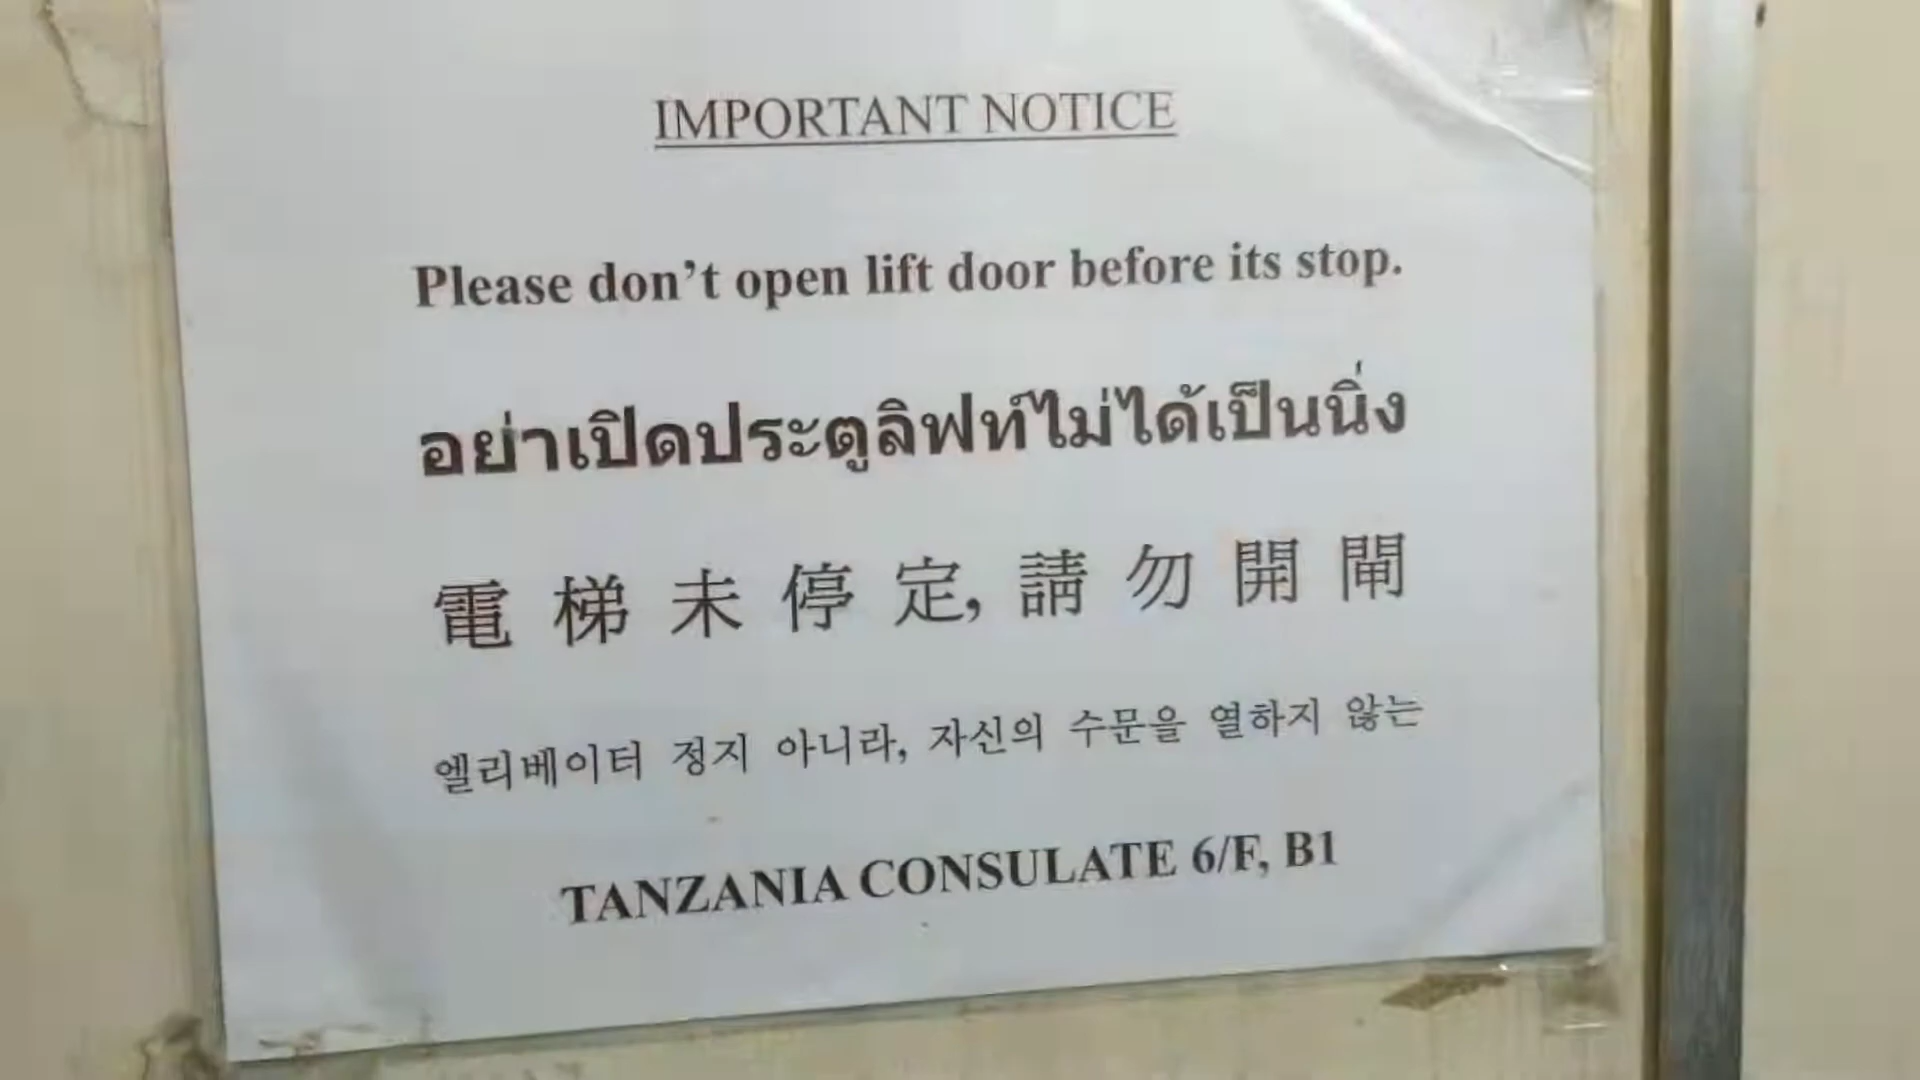 IMPORTANT NOTICE
Please don’t open lift door before its stop.
อย่าเปิดประตูลิฟท์ไม่ได้เป็นนิ่ง
電梯未停定, 請勿開閘
엘리베이터 정지 아니라, 자신의 수문을 열하지 않는
TANZANIA CONSULATE 6/F, B1